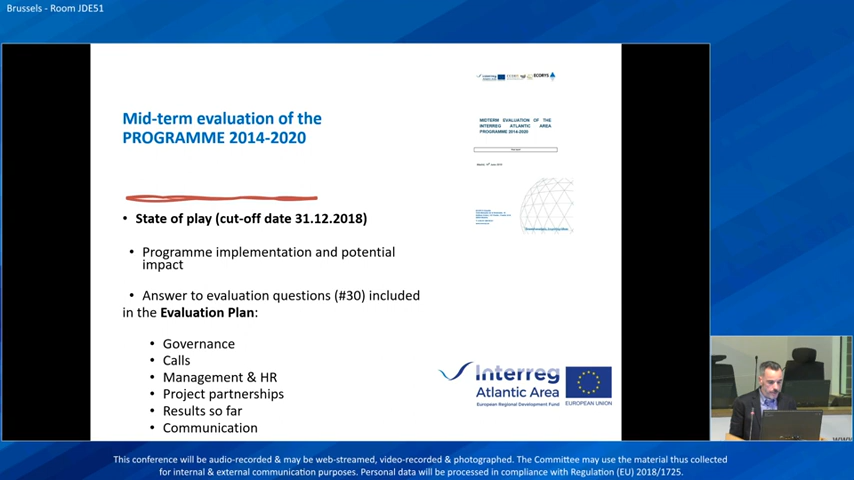 Brussels - Room JDE51
Mid-term evaluation of the
PROGRAMME 2014-2020
• State of play (cut-off date 31.12.2018)
• Programme implementation and potential
impact
• Answer to evaluation questions (#30) included
in the Evaluation Plan:
• Governance
• Calls
• Management & HR
• Project partnerships
• Results so far
• Communication
ECORYS
MIDTERM EVALUATION OF THE
INTERREG ATLANTIC AREA
PROGRAMME 2014-2020
Interreg
Atlantic Area
European Regional Development Fund
EUROPEAN UNION
This conference will be audio-recorded & may be web-streamed, video-recorded & photographed. The Committee may use the material thus collected
for internal & external communication purposes. Personal data will be processed in compliance with Regulation (EU) 2018/1725.